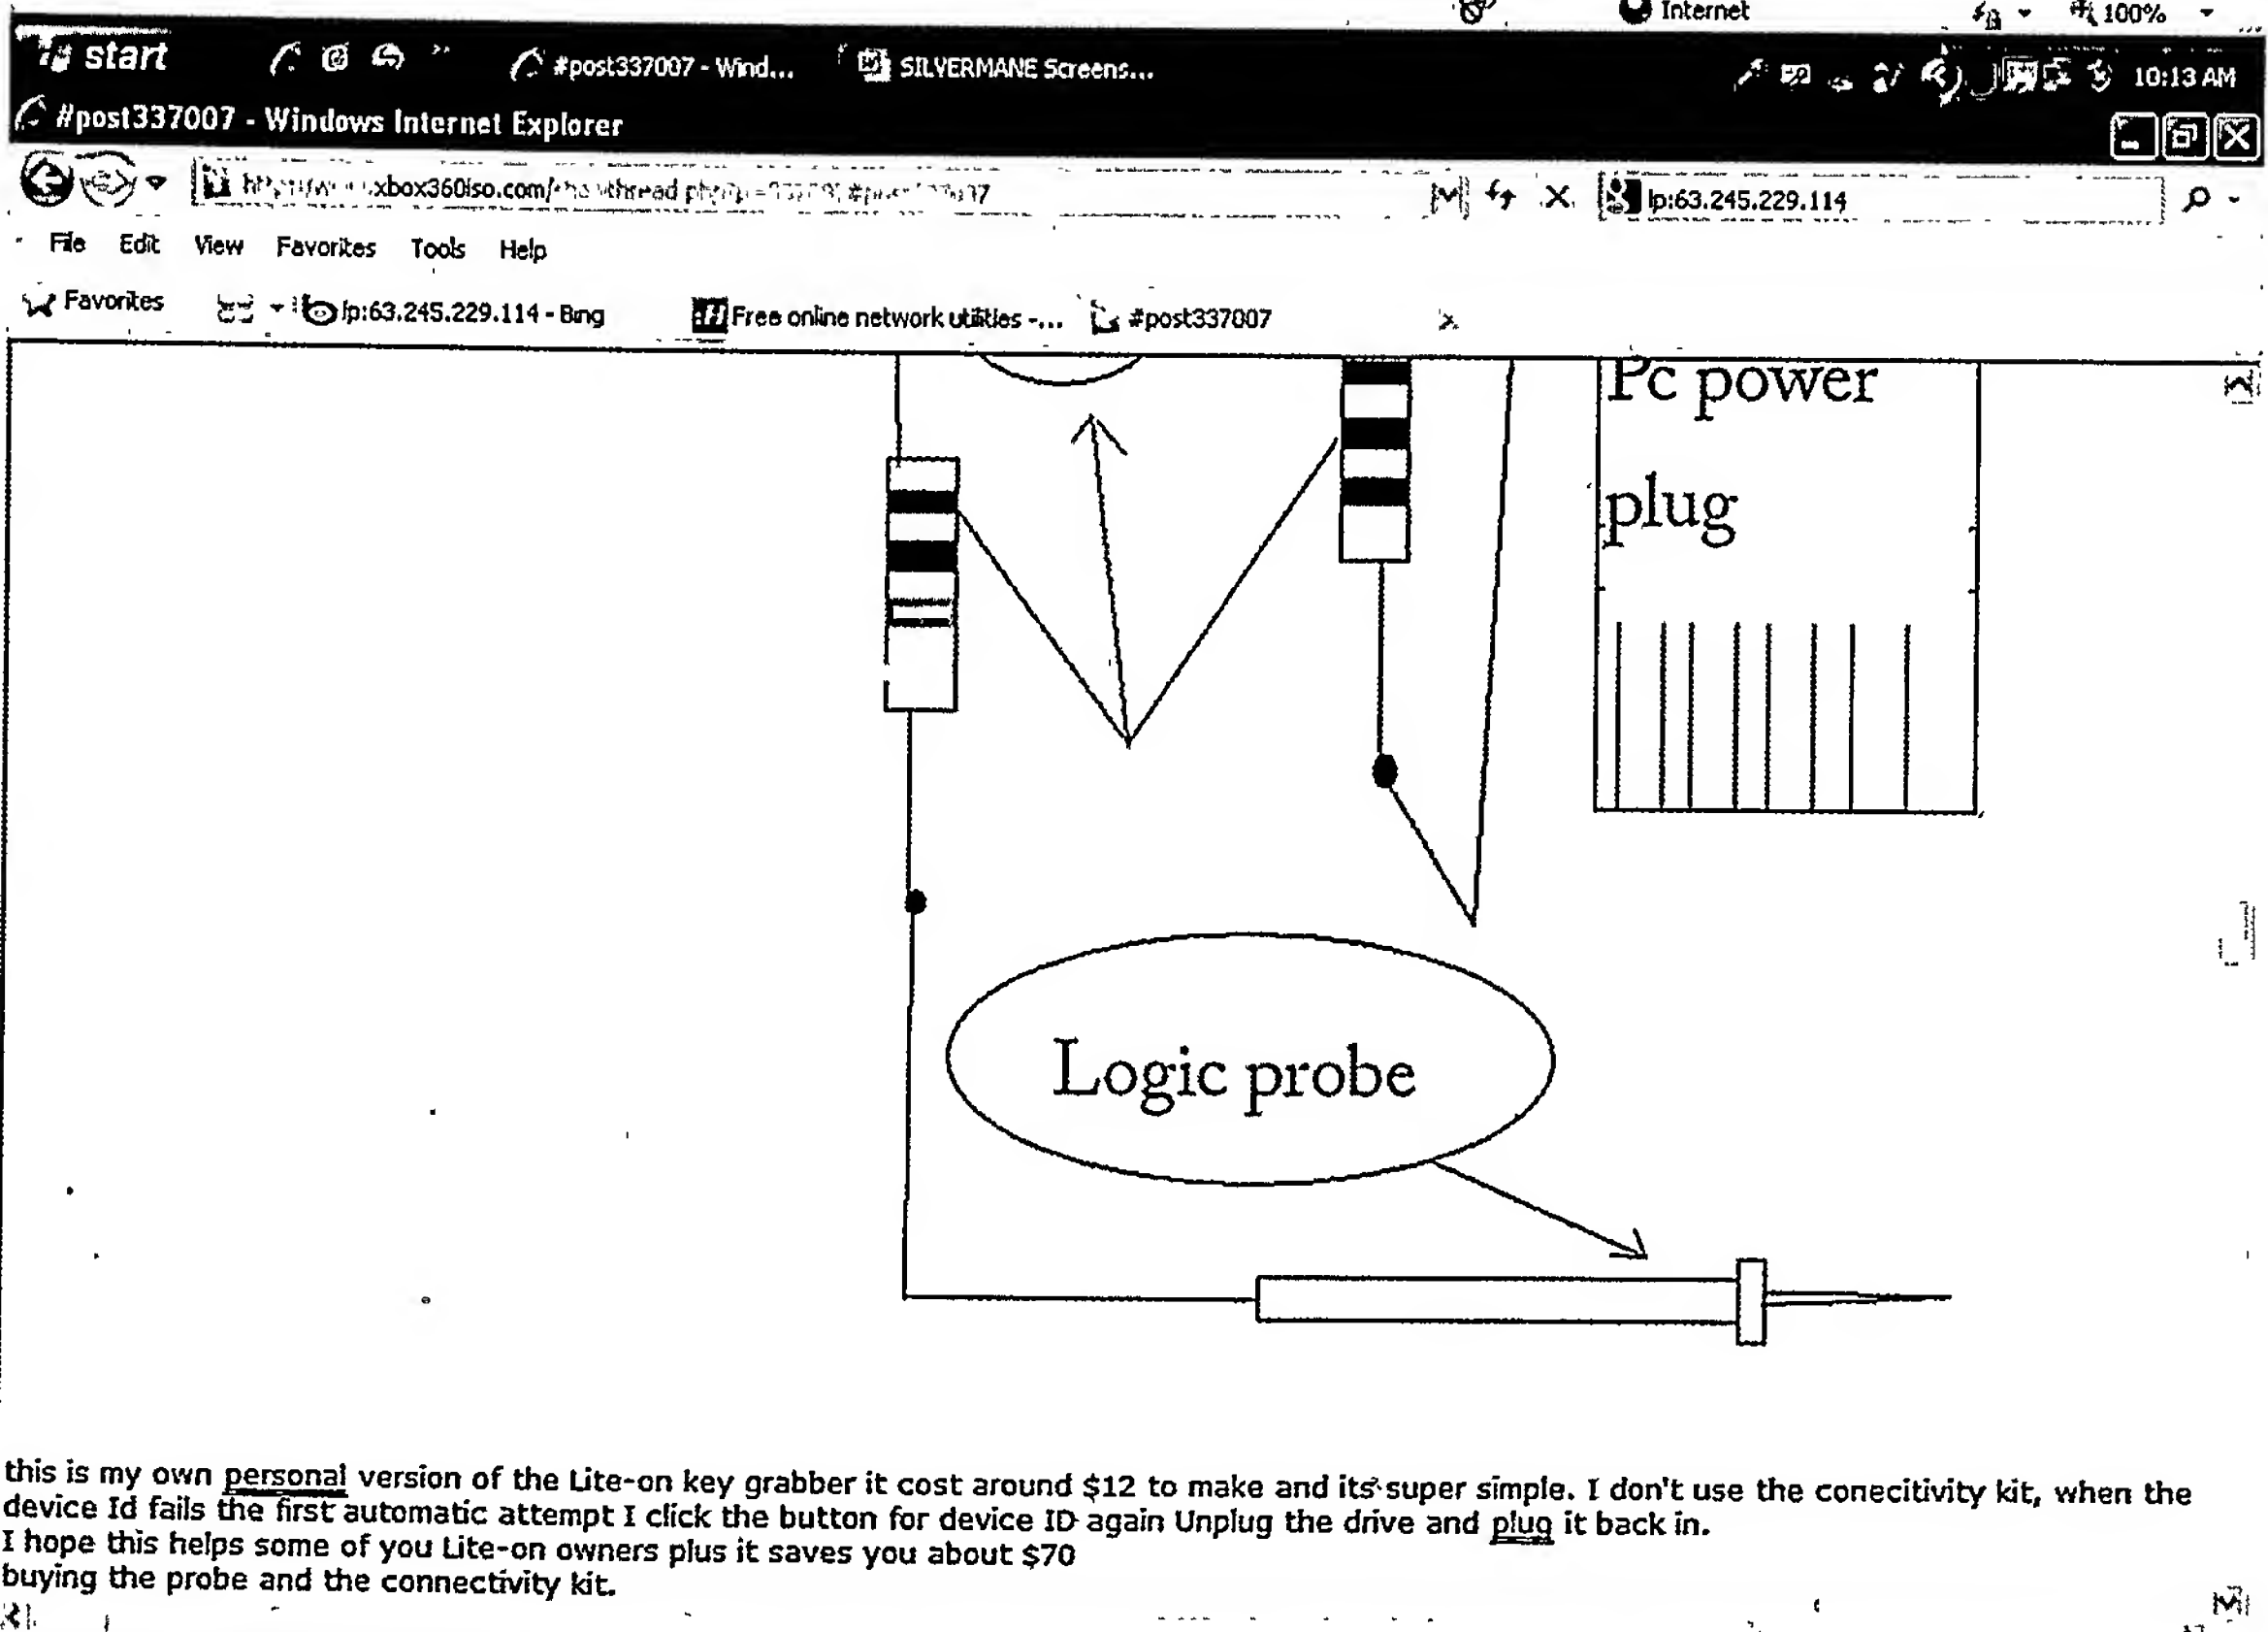 Internet
100%
start
#post337007 - Wind...
SILVERMANE Screens...
10:13 AM
#post337007 - Windows Internet Explorer
.xbox360iso.com/
Ip:63.245.229.114
File Edit View Favorites Tools Help
Favorites
Ip:63.245.229.114 - Bing
Free online network utilities -...
#post337007
Pc power
plug
Logic probe
this is my own personal version of the Lite-on key grabber it cost around $12 to make and its super simple. I don't use the conecitivity kit, when the
device Id fails the first automatic attempt I click the button for device ID again Unplug the drive and plug it back in.
I hope this helps some of you Lite-on owners plus it saves you about $70
buying the probe and the connectivity kit.